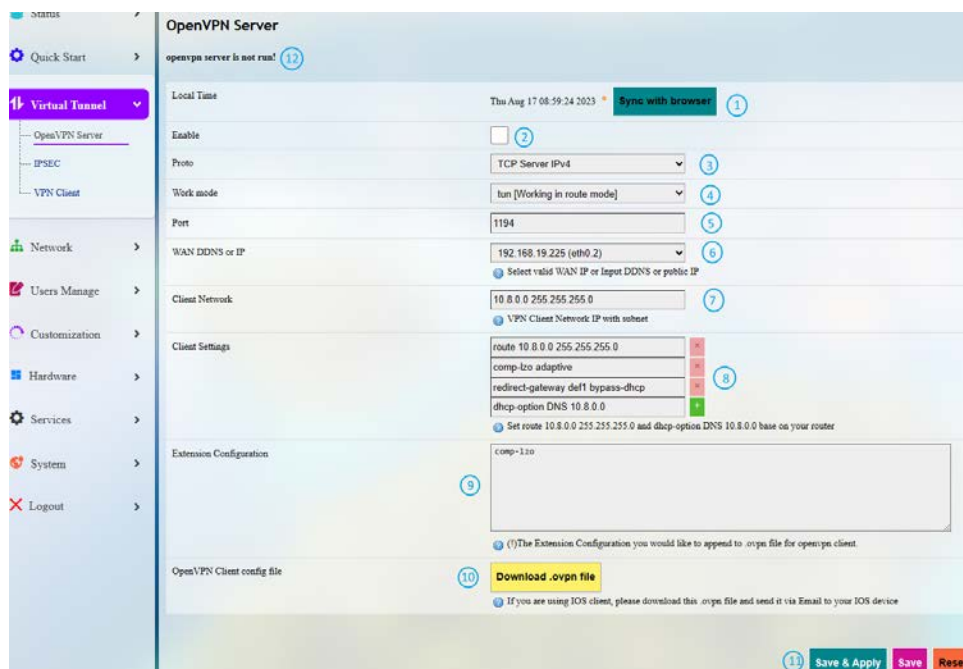 Status
OpenVPN Server
Quick Start
openvpn server is not run! 12
Virtual Tunnel
OpenVPN Server
IPSEC
VPN Client
Network
Users Manage
Customization
Hardware
Services
System
Logout
Local Time
Thu Aug 17 08:59:24 2023 * Sync with browser 1
Enable
2
Proto
TCP Server IPv4 3
Work mode
tun [Working in route mode] 4
Port
1194 5
WAN DDNS or IP
192.168.19.225 (eth0.2) 6
Select valid WAN IP or Input DDNS or public IP
Client Network
10.8.0.0 255.255.255.0 7
VPN Client Network IP with subnet
Client Settings
route 10.8.0.0 255.255.255.0 ×
comp-lzo adaptive ×
8
redirect-gateway def1 bypass-dhcp ×
dhcp-option DNS 10.8.0.0 +
Set route 10.8.0.0 255.255.255.0 and dhcp-option DNS 10.8.0.0 base on your router
Extension Configuration
comp-lzo
9
(!)The Extension Configuration you would like to append to .ovpn file for openvpn client.
OpenVPN Client config file
10 Download .ovpn file
If you are using IOS client, please download this .ovpn file and send it via Email to your IOS device
11 Save & Apply Save Rese